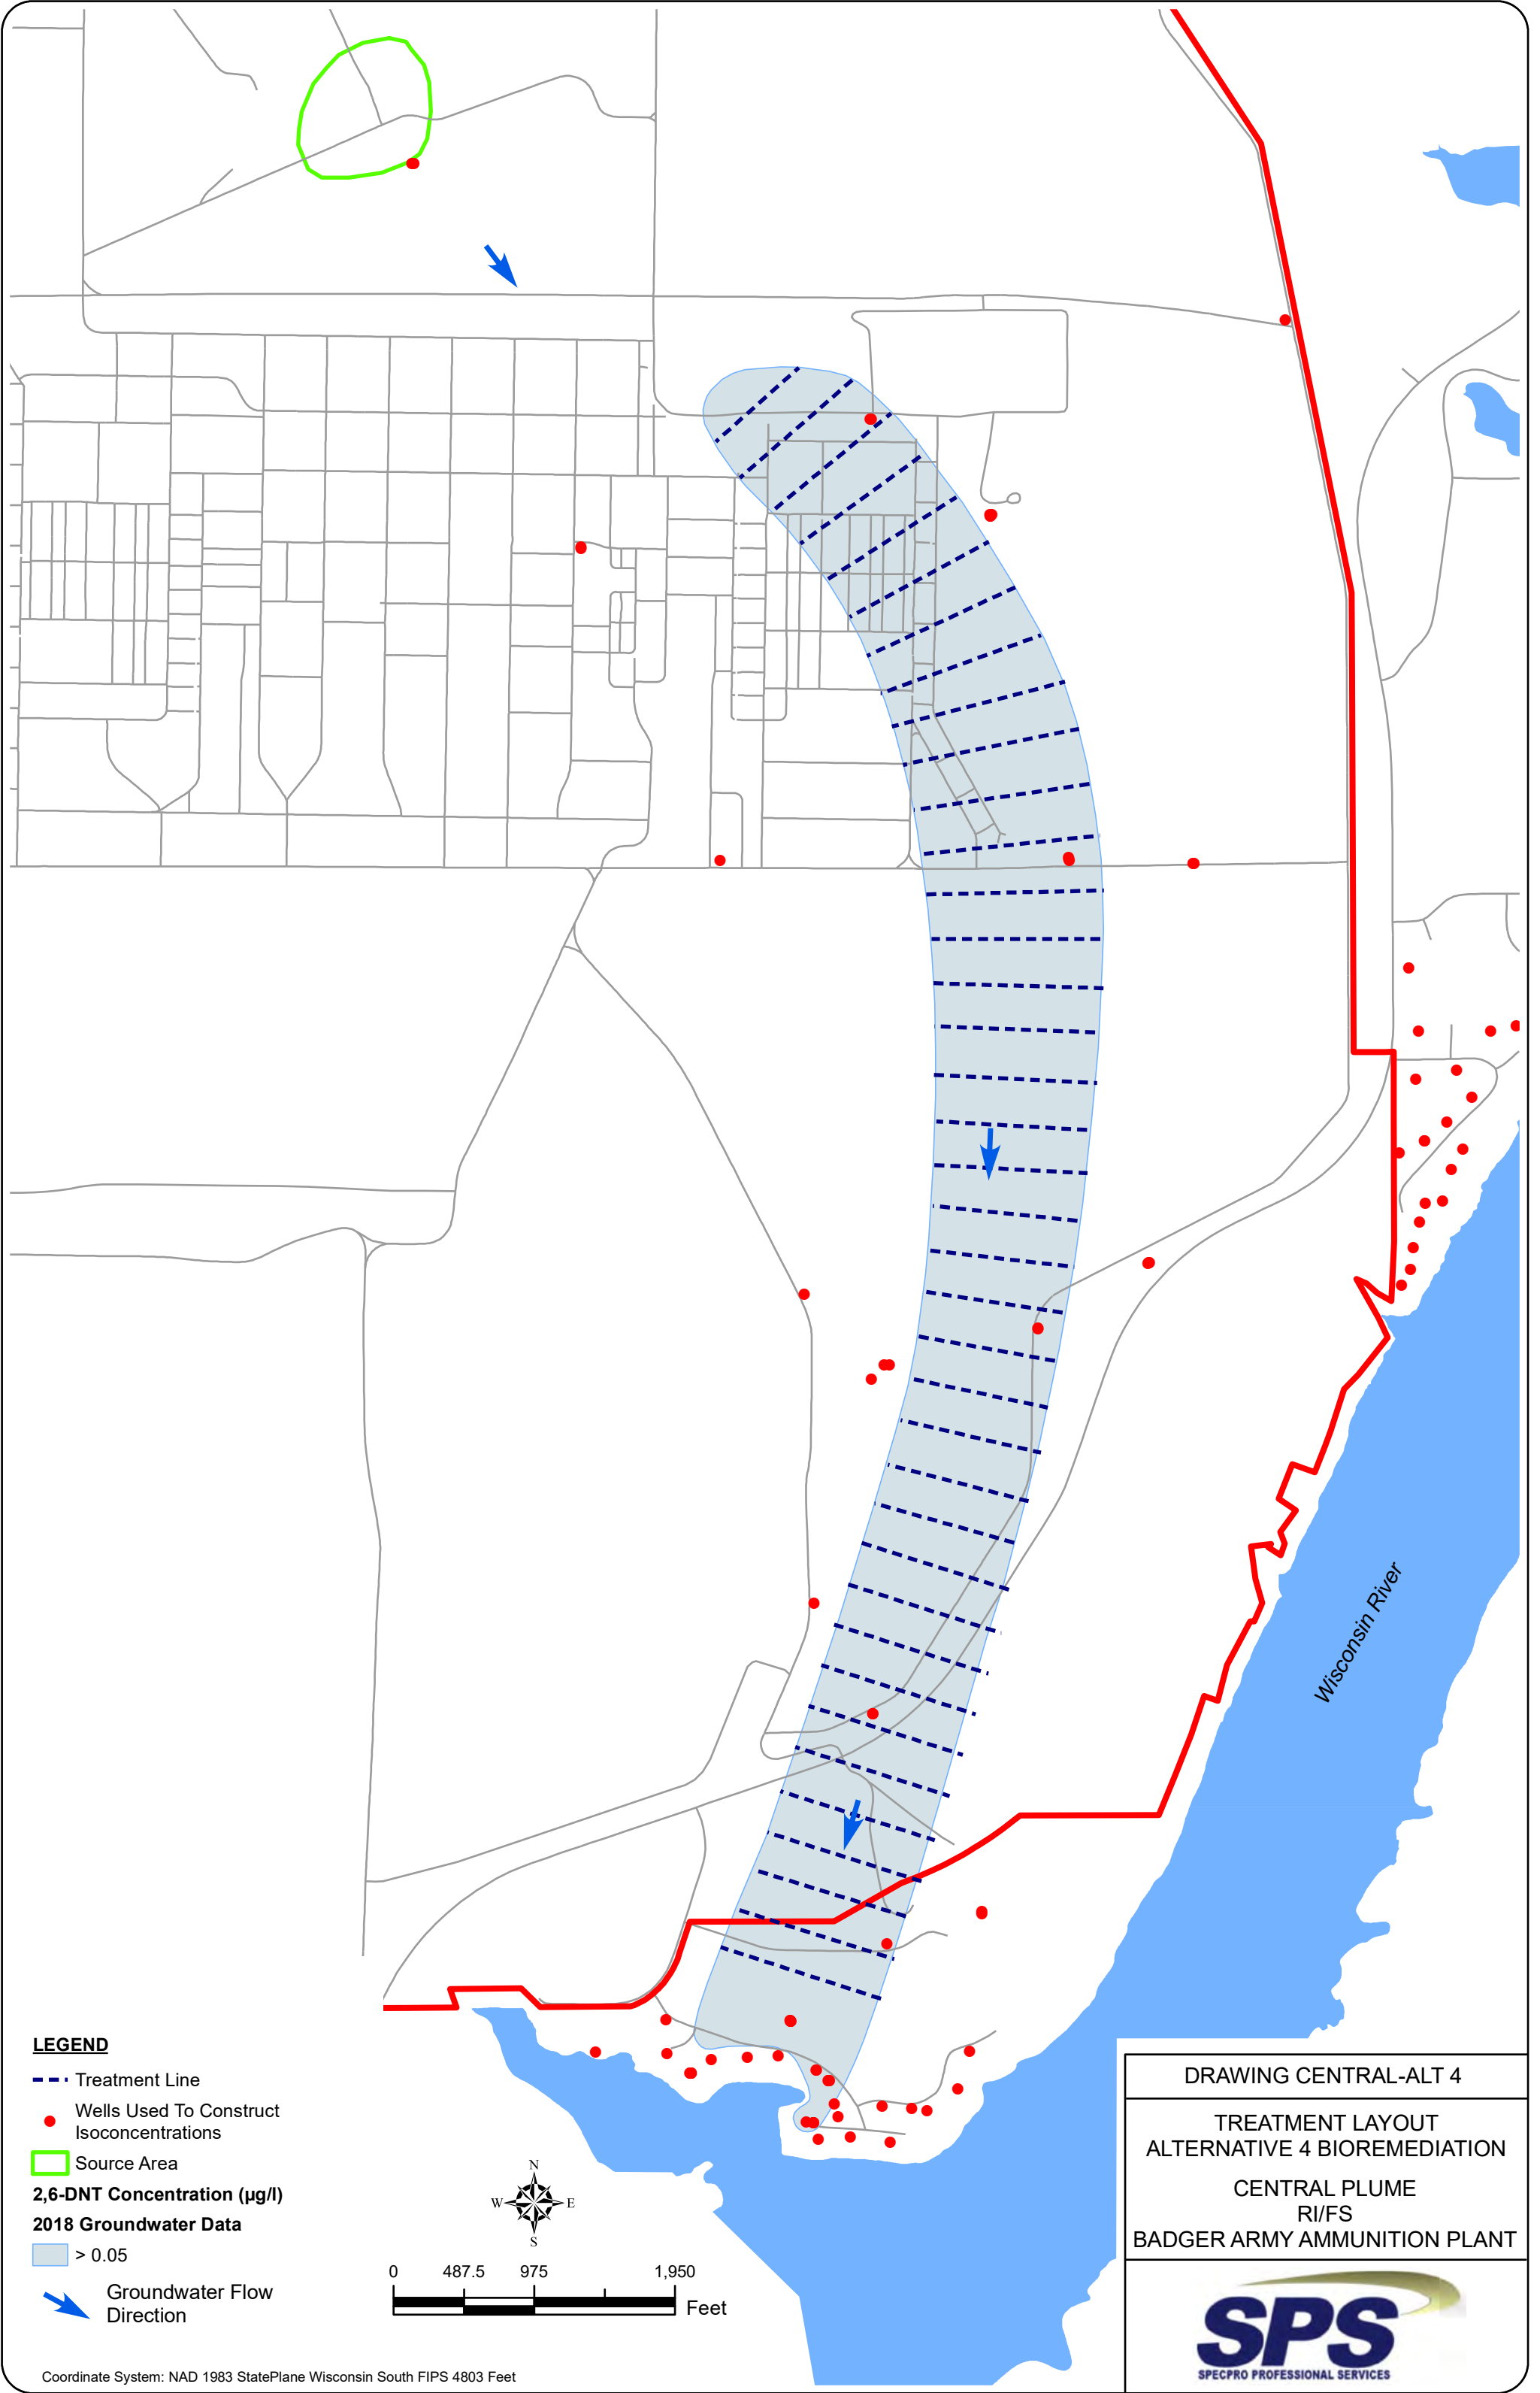 Wisconsin River
LEGEND
Treatment Line
Wells Used To Construct
Isoconcentrations
Source Area
2,6-DNT Concentration (µg/l)
2018 Groundwater Data
> 0.05
Groundwater Flow
Direction
N
W E
S
0 487.5 975 1,950
Feet
Coordinate System: NAD 1983 StatePlane Wisconsin South FIPS 4803 Feet
DRAWING CENTRAL-ALT 4
TREATMENT LAYOUT
ALTERNATIVE 4 BIOREMEDIATION
CENTRAL PLUME
RI/FS
BADGER ARMY AMMUNITION PLANT
SPS
SPECPRO PROFESSIONAL SERVICES